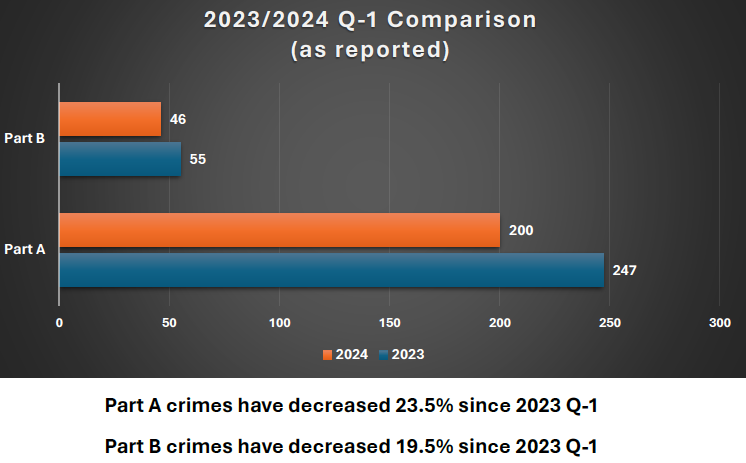 2023/2024 Q-1 Comparison
(as reported)
Part B
46
55
Part A
200
247
0 50 100 150 200 250 300
2024 2023
Part A crimes have decreased 23.5% since 2023 Q-1
Part B crimes have decreased 19.5% since 2023 Q-1